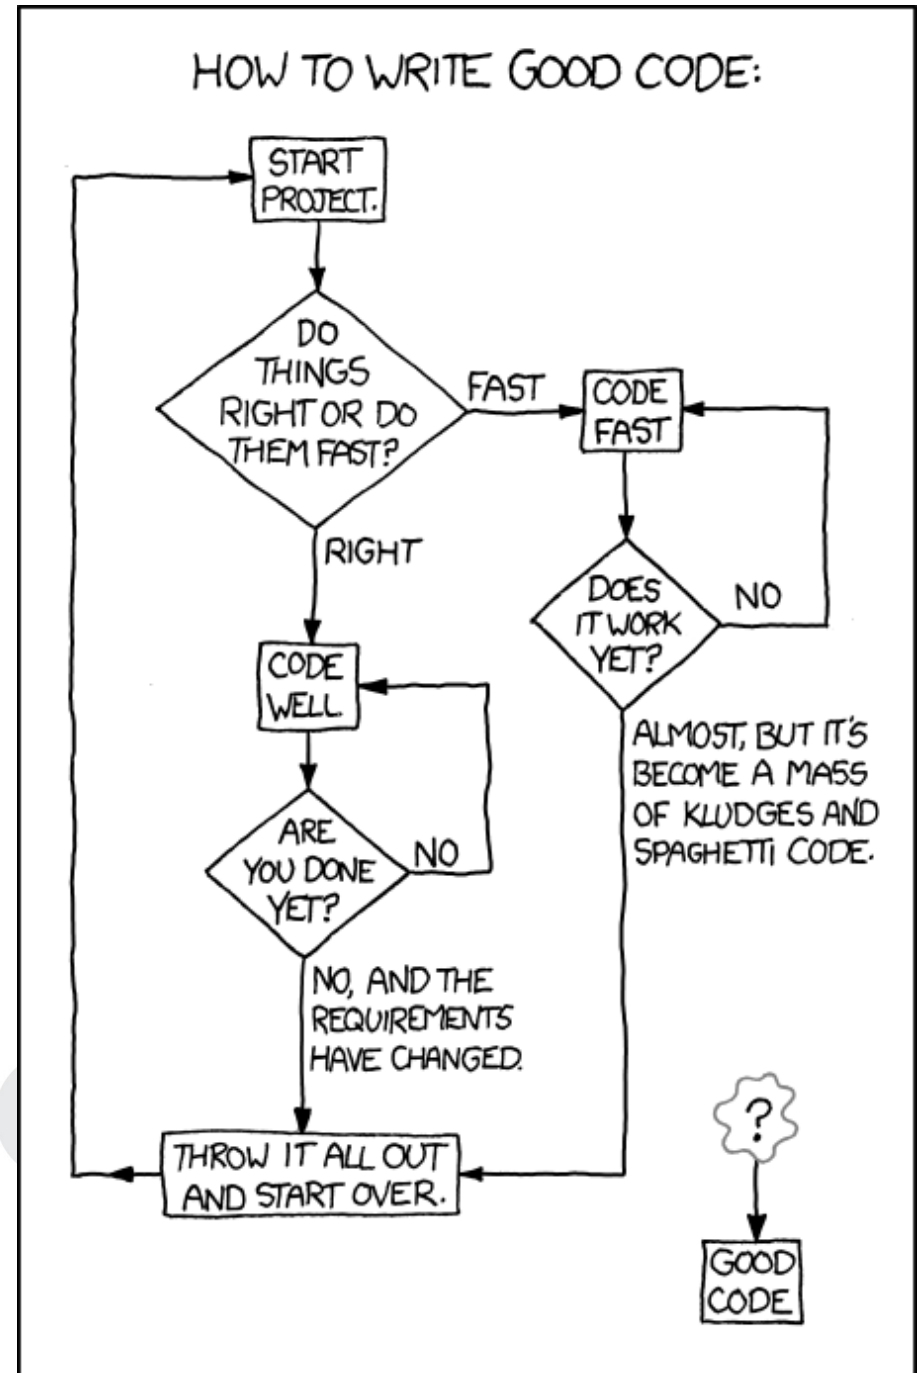 HOW TO WRITE GOOD CODE:
START
PROJECT.
DO
THINGS
RIGHT OR DO
THEM FAST?
FAST
CODE
FAST
RIGHT
DOES
IT WORK
YET?
NO
CODE
WELL.
ALMOST, BUT IT'S
BECOME A MASS
OF KLUDGES AND
SPAGHETTI CODE.
ARE
YOU DONE
YET?
NO
NO, AND THE
REQUIREMENTS
HAVE CHANGED.
THROW IT ALL OUT
AND START OVER.
?
GOOD
CODE